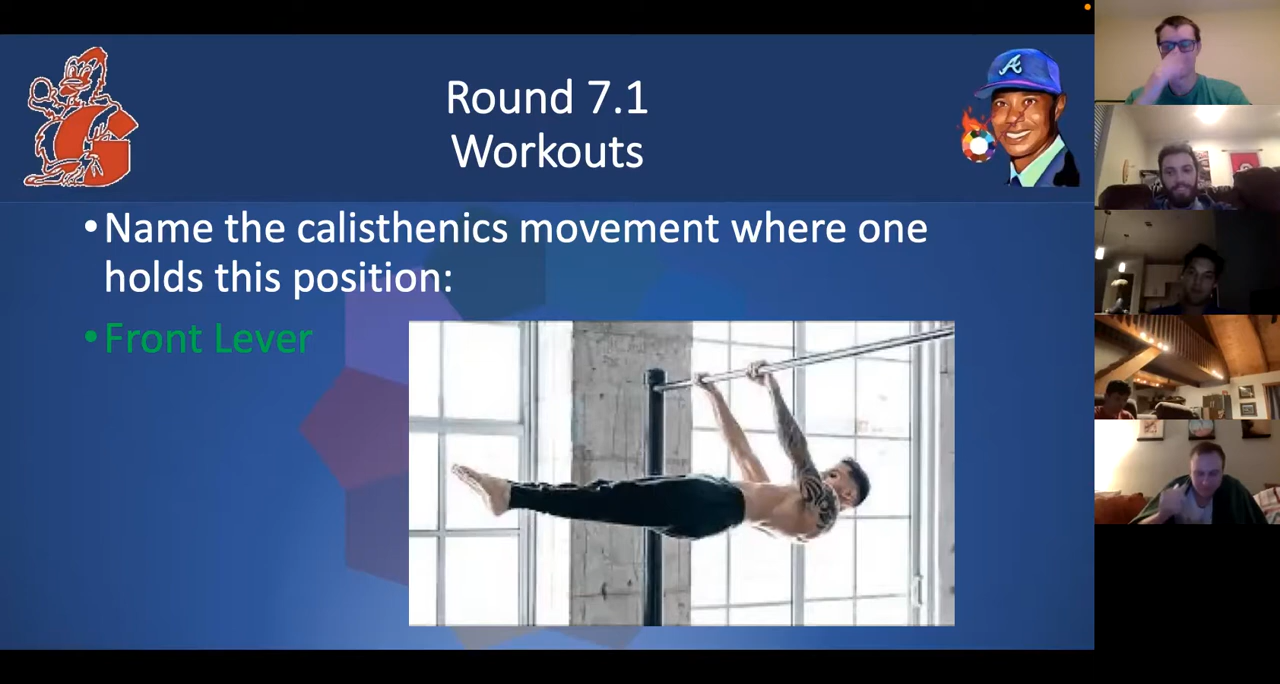 Round 7.1
Workouts
•Name the calisthenics movement where one
holds this position:
•Front Lever
A